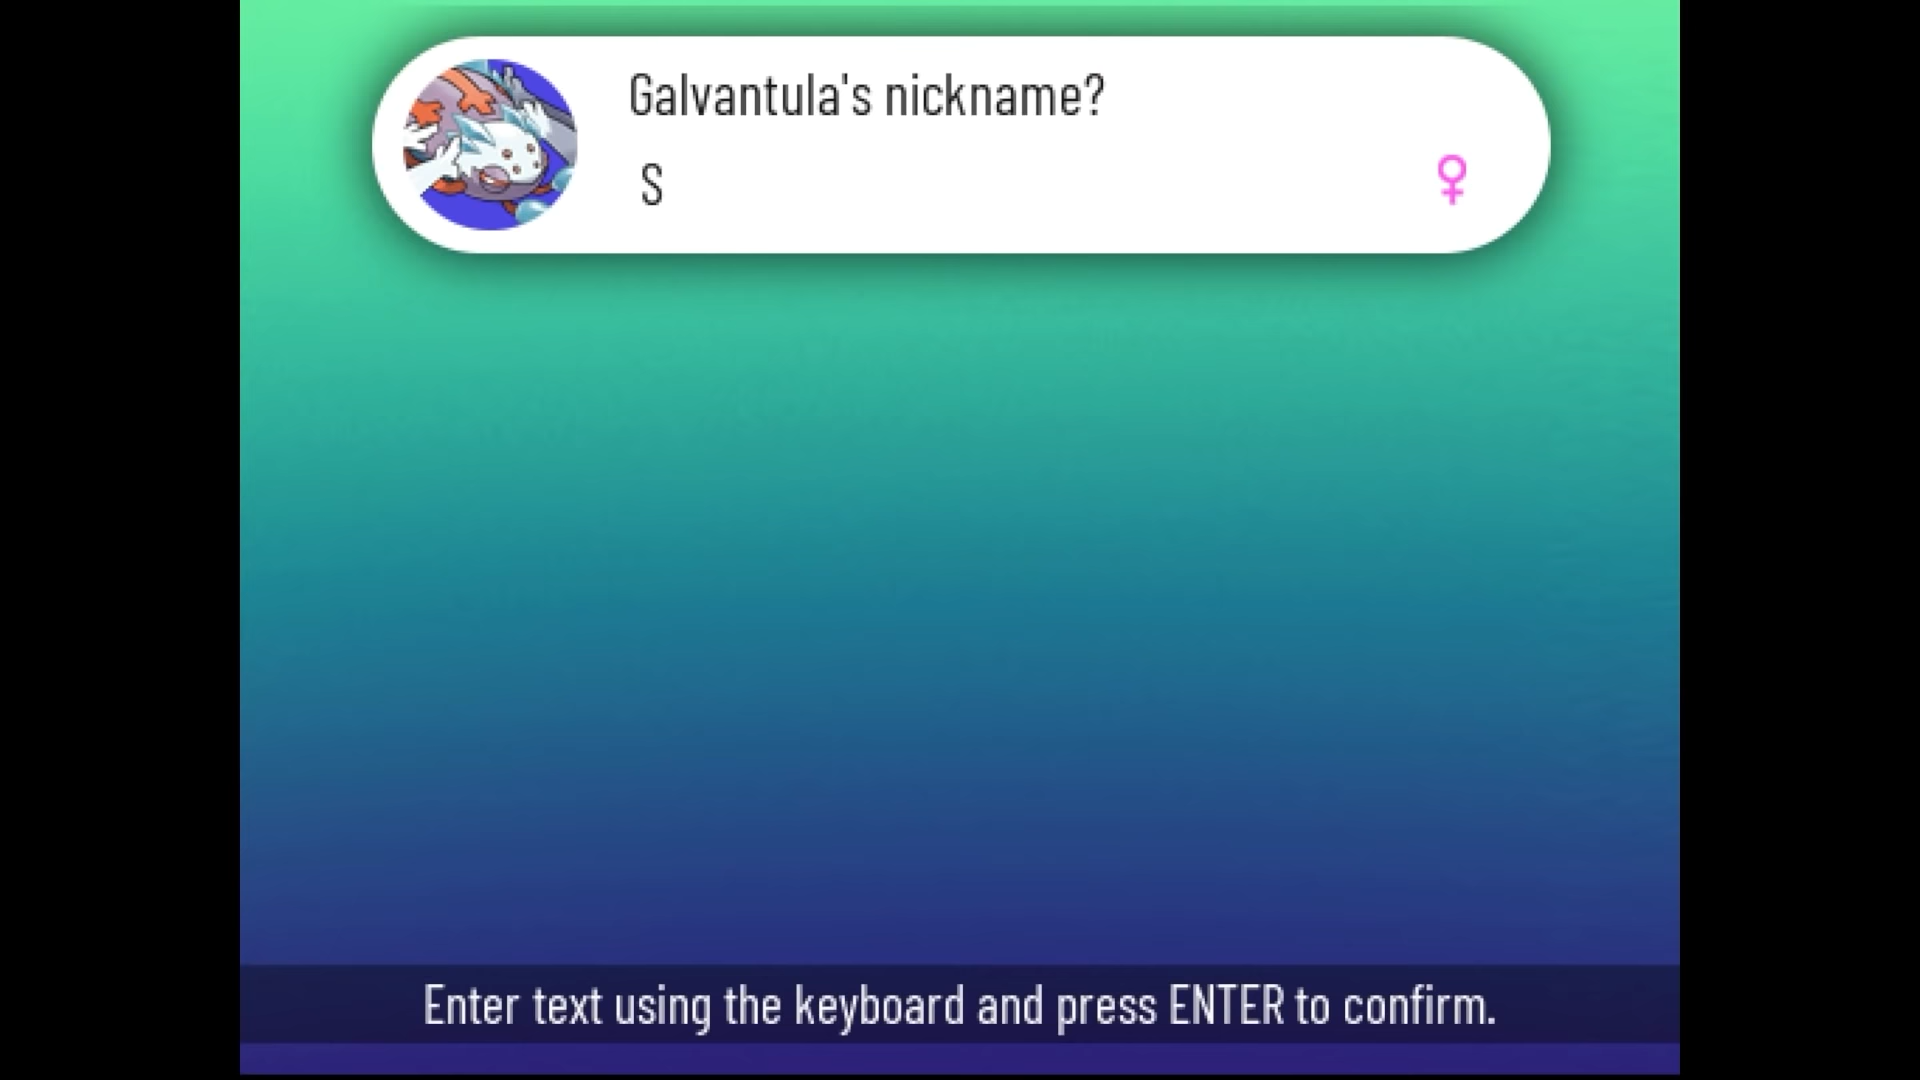 Galvantula's nickname?
S
♀
Enter text using the keyboard and press ENTER to confirm.